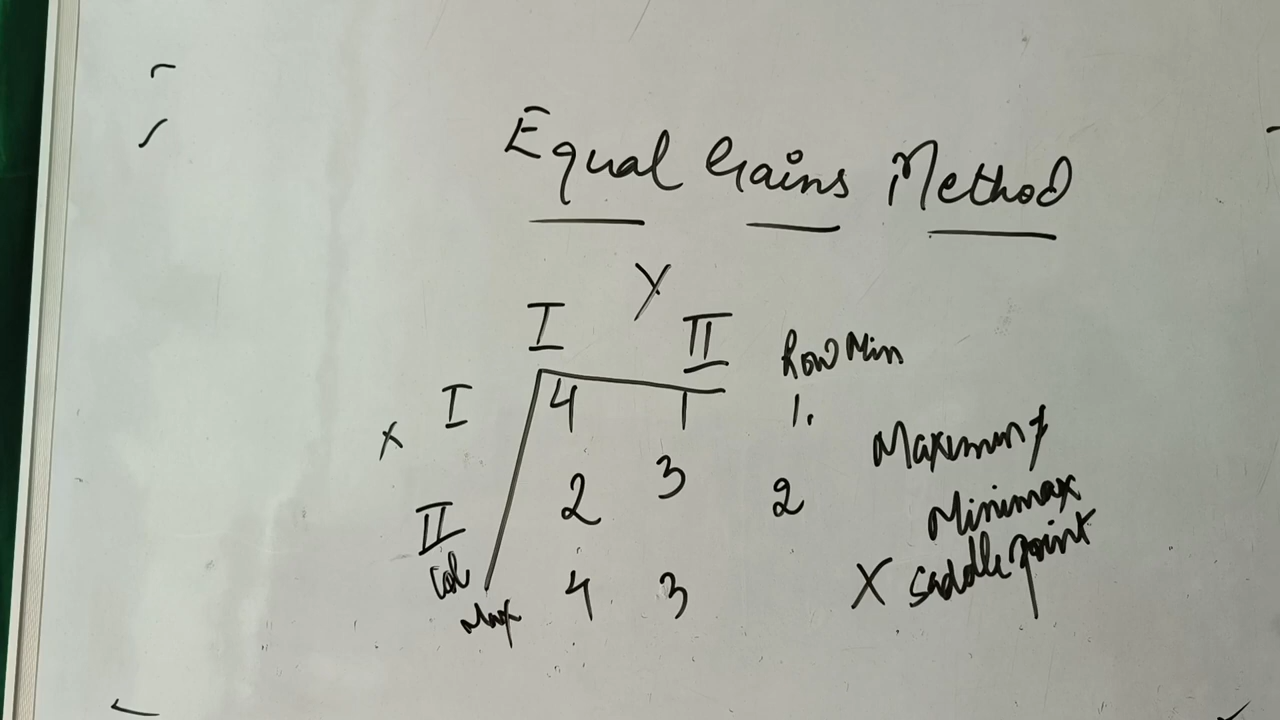 Equal Gains Method
Y
I II Row Min
X I 4 1 1.
Maximin ≠
II 2 3 2
Minimax
Col Max 4 3
X Saddle point